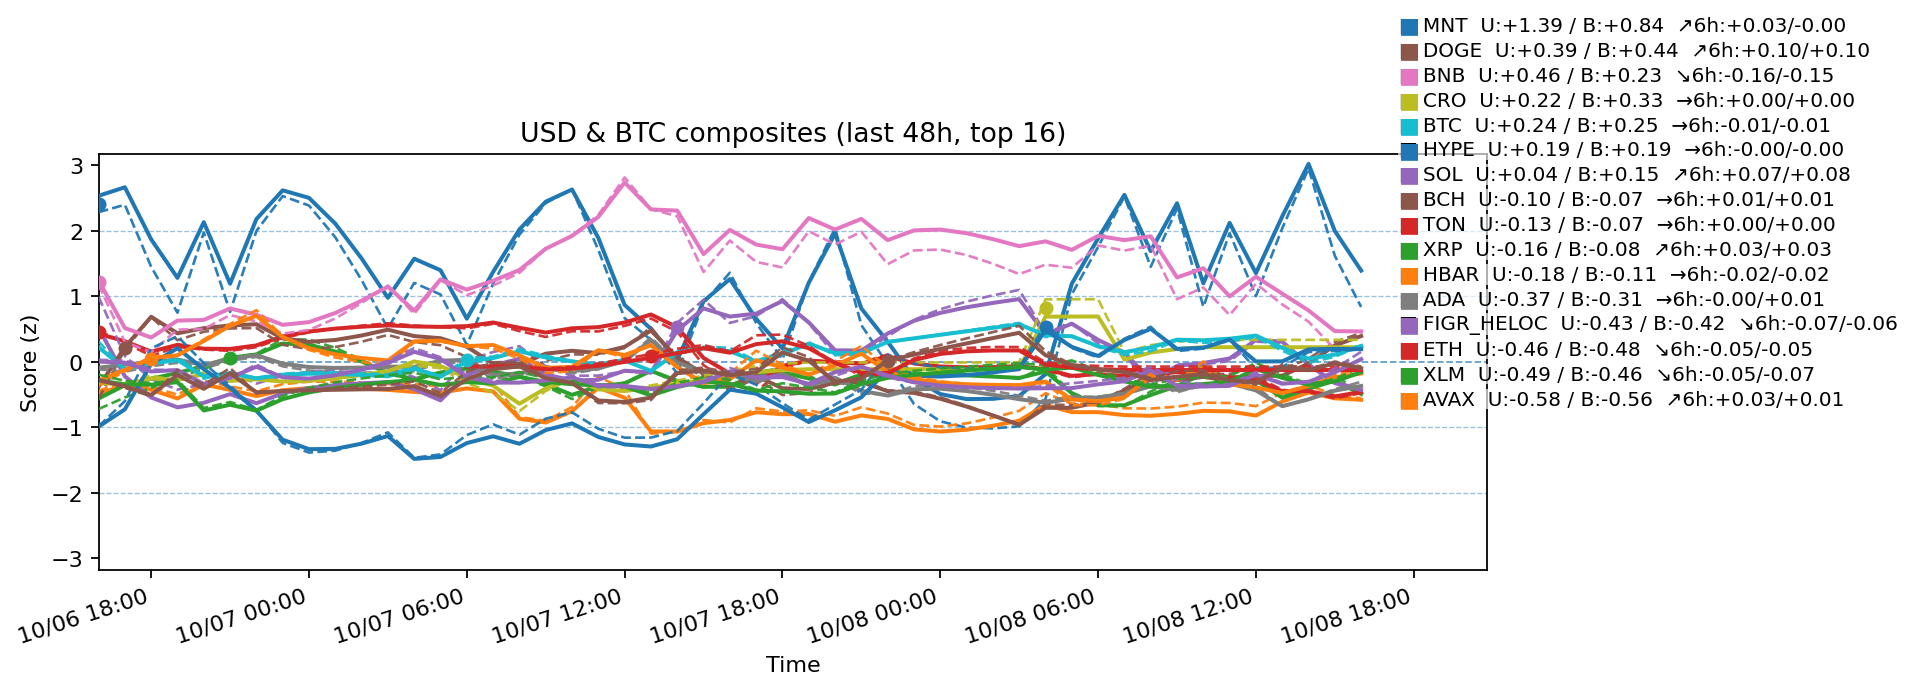 MNT U:+1.39 / B:+0.84 ↗6h:+0.03/-0.00
DOGE U:+0.39 / B:+0.44 ↗6h:+0.10/+0.10
BNB U:+0.46 / B:+0.23 ↘6h:-0.16/-0.15
CRO U:+0.22 / B:+0.33 →6h:+0.00/+0.00
BTC U:+0.24 / B:+0.25 →6h:-0.01/-0.01
HYPE U:+0.19 / B:+0.19 →6h:-0.00/-0.00
SOL U:+0.04 / B:+0.15 ↗6h:+0.07/+0.08
BCH U:-0.10 / B:-0.07 →6h:+0.01/+0.01
TON U:-0.13 / B:-0.07 →6h:+0.00/+0.00
XRP U:-0.16 / B:-0.08 ↗6h:+0.03/+0.03
HBAR U:-0.18 / B:-0.11 →6h:-0.02/-0.02
ADA U:-0.37 / B:-0.31 →6h:-0.00/+0.01
FIGR_HELOC U:-0.43 / B:-0.42 ↘6h:-0.07/-0.06
ETH U:-0.46 / B:-0.48 ↘6h:-0.05/-0.05
XLM U:-0.49 / B:-0.46 ↘6h:-0.05/-0.07
AVAX U:-0.58 / B:-0.56 ↗6h:+0.03/+0.01
USD & BTC composites (last 48h, top 16)
Score (z)
3
2
1
0
−1
−2
−3
10/06 18:00
10/07 00:00
10/07 06:00
10/07 12:00
10/07 18:00
10/08 00:00
10/08 06:00
10/08 12:00
10/08 18:00
Time